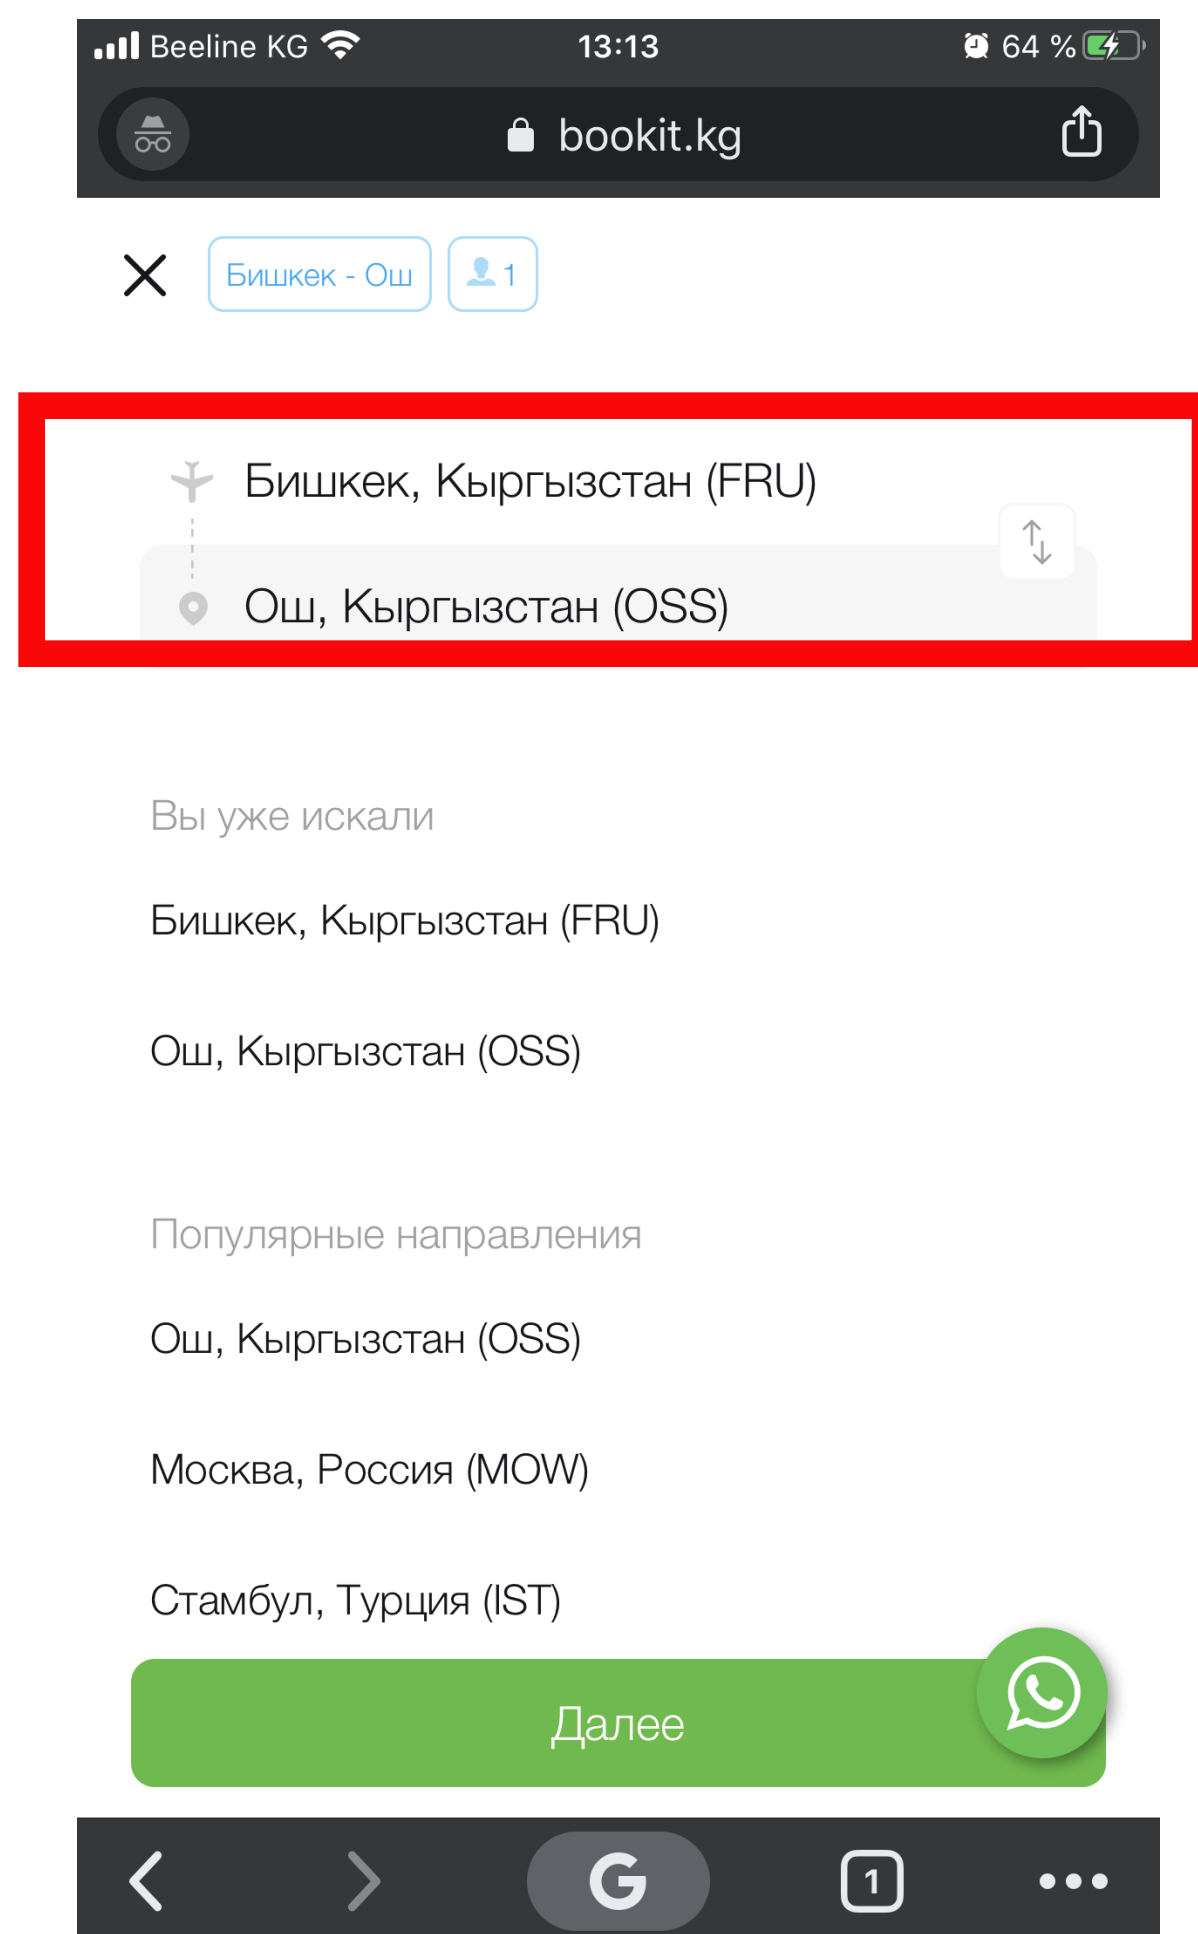 Beeline KG 13:13 64 %
bookit.kg
Бишкек - Ош 1
Бишкек, Кыргызстан (FRU)
Ош, Кыргызстан (OSS)
Вы уже искали
Бишкек, Кыргызстан (FRU)
Ош, Кыргызстан (OSS)
Популярные направления
Ош, Кыргызстан (OSS)
Москва, Россия (MOW)
Стамбул, Турция (IST)
Далее
G 1